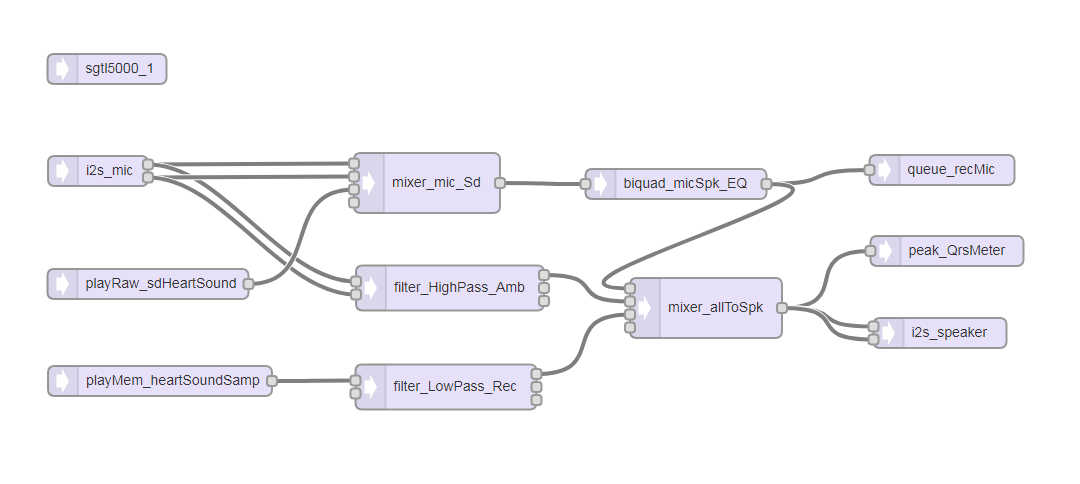 sgtl5000_1
i2s_mic
mixer_mic_Sd
biquad_micSpk_EQ
queue_recMic
playRaw_sdHeartSound
filter_HighPass_Amb
mixer_allToSpk
peak_QrsMeter
i2s_speaker
playMem_heartSoundSamp
filter_LowPass_Rec